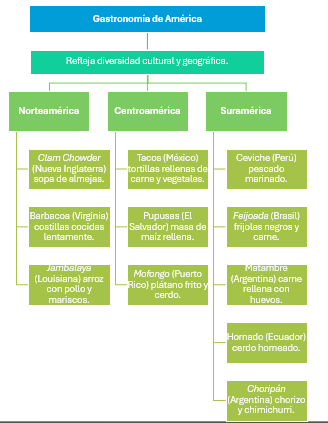 Gastronomía de América
Refleja diversidad cultural y geográfica.
Norteamérica
Clam Chowder
(Nueva Inglaterra)
sopa de almejas.
Barbacoa (Virginia)
costillas cocidas
lentamente.
Jambalaya
(Louisiana) arroz
con pollo y
mariscos.
Centroamérica
Tacos (México)
tortillas rellenas de
carne y vegetales.
Pupusas (El
Salvador) masa de
maíz rellena.
Mofongo (Puerto
Rico) plátano frito y
cerdo.
Suramérica
Ceviche (Perú)
pescado
marinado.
Feijoada (Brasil)
frijoles negros y
carne.
Matambre
(Argentina) carne
rellena con
huevos.
Hornado (Ecuador)
cerdo horneado.
Choripán
(Argentina) chorizo
y chimichurri.